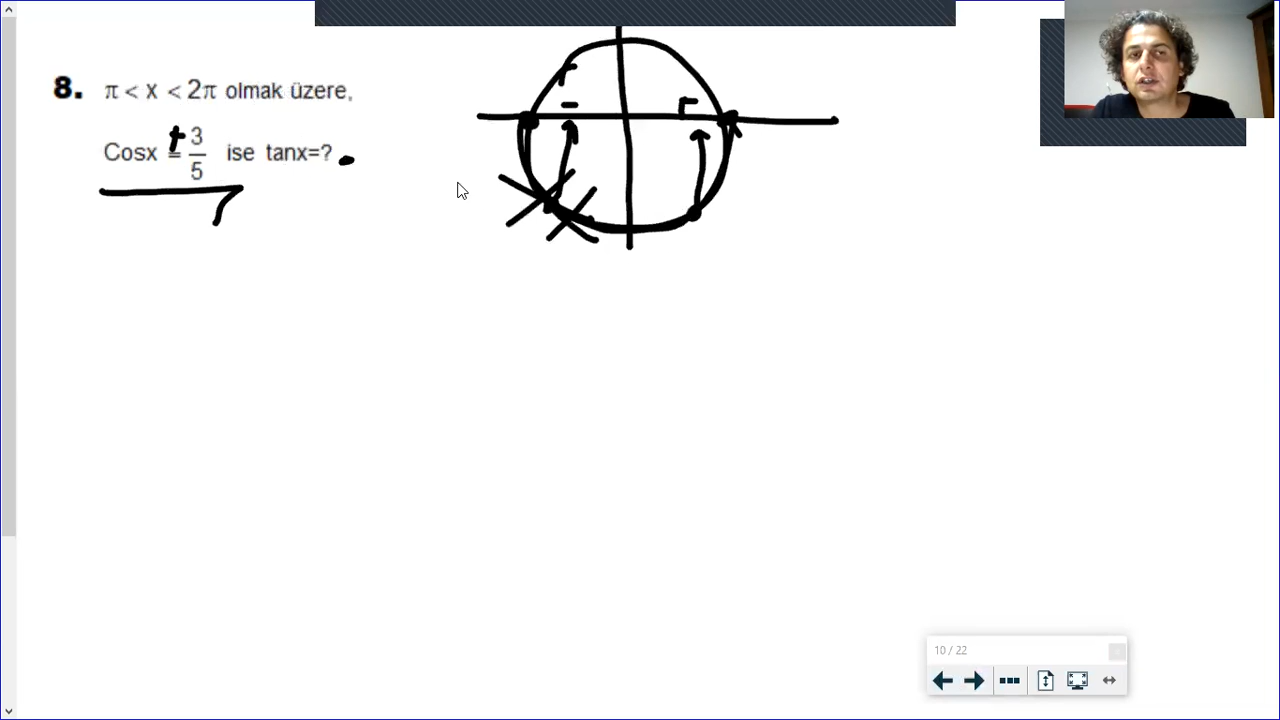 8. π < x < 2π olmak üzere,
Cosx = + 3/5 ise tanx=?
10 / 22